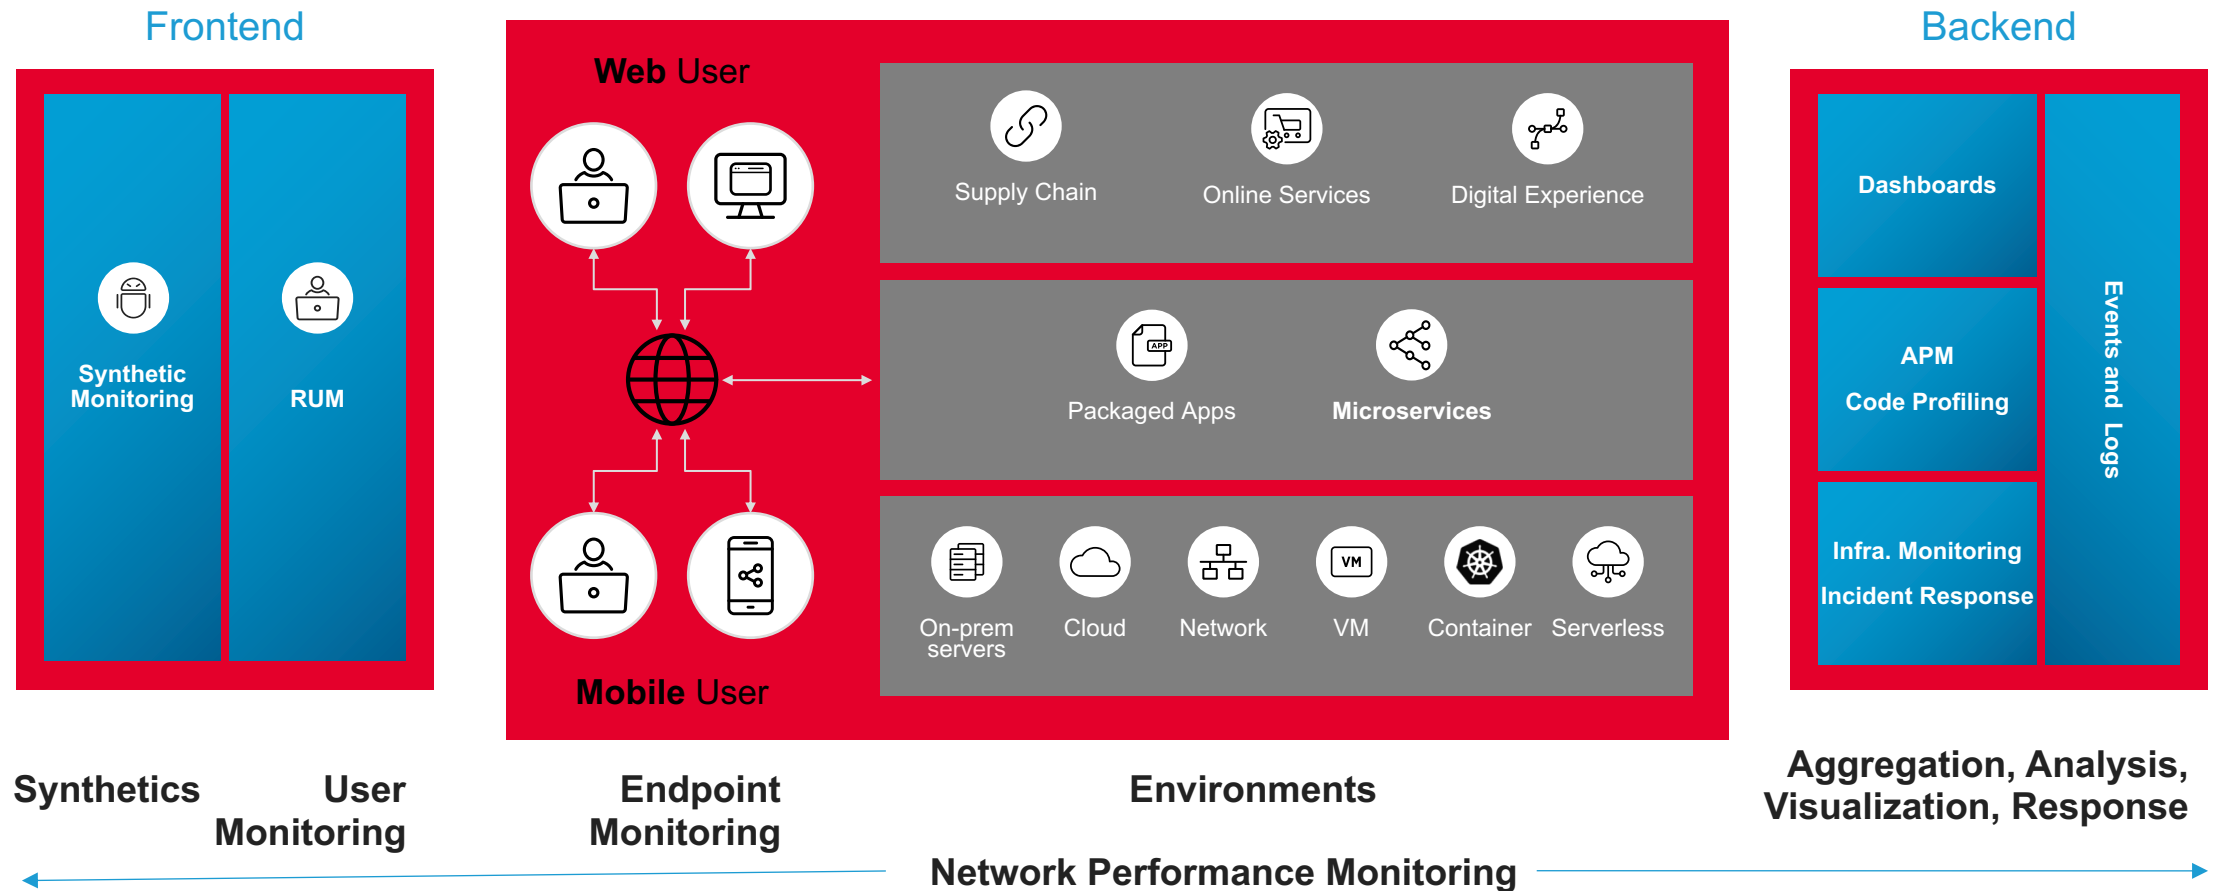 Frontend
Backend
Synthetic
Monitoring
RUM
Web User
Mobile User
Supply Chain
Online Services
Digital Experience
APP
Packaged Apps
Microservices
VM
On-prem
servers
Cloud
Network
VM
Container
Serverless
Dashboards
APM
Code Profiling
Infra. Monitoring
Incident Response
Events and Logs
Synthetics
User
Monitoring
Endpoint
Monitoring
Environments
Aggregation, Analysis,
Visualization, Response
Network Performance Monitoring